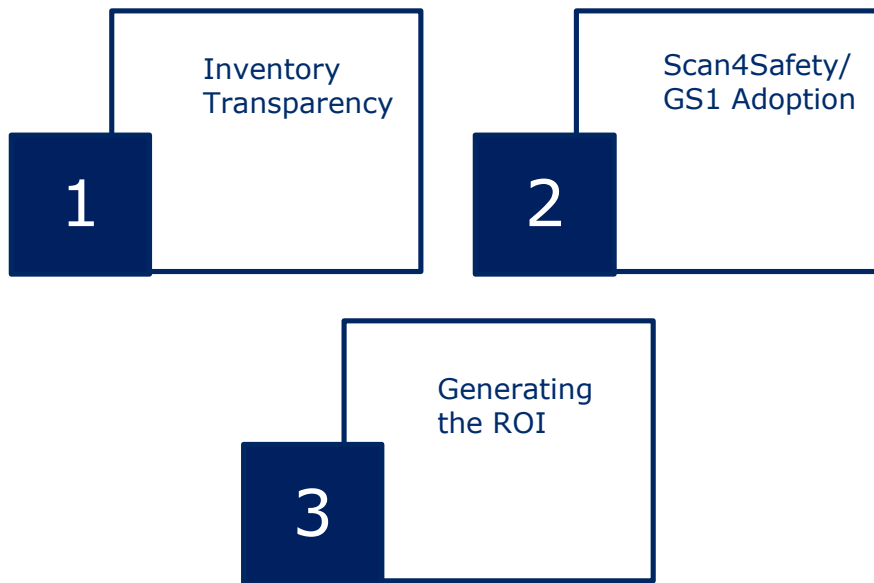 1
Inventory
Transparency
2
Scan4Safety/
GS1 Adoption
3
Generating
the ROI